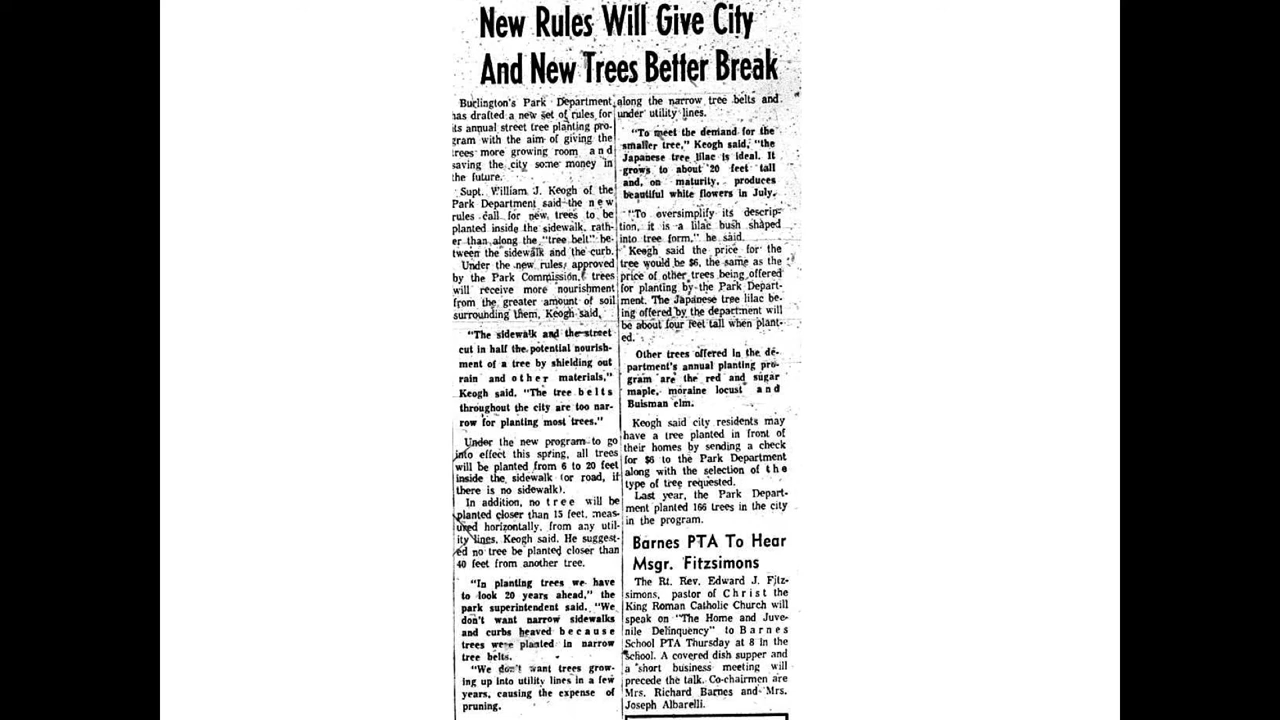 New Rules Will Give City
And New Trees Better Break
Burlington's Park Department
has drafted a new set of rules for
its annual street tree planting pro-
gram with the aim of giving the
trees more growing room and
saving the city some money in
the future.
Supt. William J. Keogh of the
Park Department said the new
rules call for new trees to be
planted inside the sidewalk, rath-
er than along the "tree belt" be-
tween the sidewalk and the curb.
Under the new rules, approved
by the Park Commission, trees
will receive more nourishment
from the greater amount of soil
surrounding them, Keogh said.
"The sidewalk and the street
cut in half the potential nourish-
ment of a tree by shielding out
rain and other materials,"
Keogh said. "The tree belts
throughout the city are too nar-
row for planting most trees."
Under the new program to go
into effect this spring, all trees
will be planted from 6 to 20 feet
inside the sidewalk (or road, if
there is no sidewalk).
In addition, no tree will be
planted closer than 15 feet, meas-
ured horizontally, from any util-
ity lines, Keogh said. He suggest-
ed no tree be planted closer than
40 feet from another tree.
"In planting trees we have
to look 20 years ahead," the
park superintendent said. "We
don't want narrow sidewalks
and curbs heaved because
trees were planted in narrow
tree belts.
"We don't want trees grow-
ing up into utility lines in a few
years, causing the expense of
pruning.
along the narrow tree belts and
under utility lines.
"To meet the demand for the
smaller tree," Keogh said, "the
Japanese tree lilac is ideal. It
grows to about 20 feet tall
and, on maturity, produces
beautiful white flowers in July.
"To oversimplify its descrip-
tion, it is a lilac bush shaped
into tree form," he said.
Keogh said the price for the
tree would be $6, the same as the
price of other trees being offered
for planting by the Park Depart-
ment. The Japanese tree lilac be-
ing offered by the department will
be about four feet tall when plant-
ed.
Other trees offered in the de-
partment's annual planting pro-
gram are the red and sugar
maple, moraine locust and
Buisman elm.
Keogh said city residents may
have a tree planted in front of
their homes by sending a check
for $6 to the Park Department
along with the selection of the
type of tree requested.
Last year, the Park Depart-
ment planted 166 trees in the city
in the program.
Barnes PTA To Hear
Msgr. Fitzsimons
The Rt. Rev. Edward J. Fitz-
simons, pastor of Christ the
King Roman Catholic Church will
speak on "The Home and Juve-
nile Delinquency" to Barnes
School PTA Thursday at 8 in the
school. A covered dish supper and
a short business meeting will
precede the talk. Co-chairmen are
Mrs. Richard Barnes and Mrs.
Joseph Albarelli.